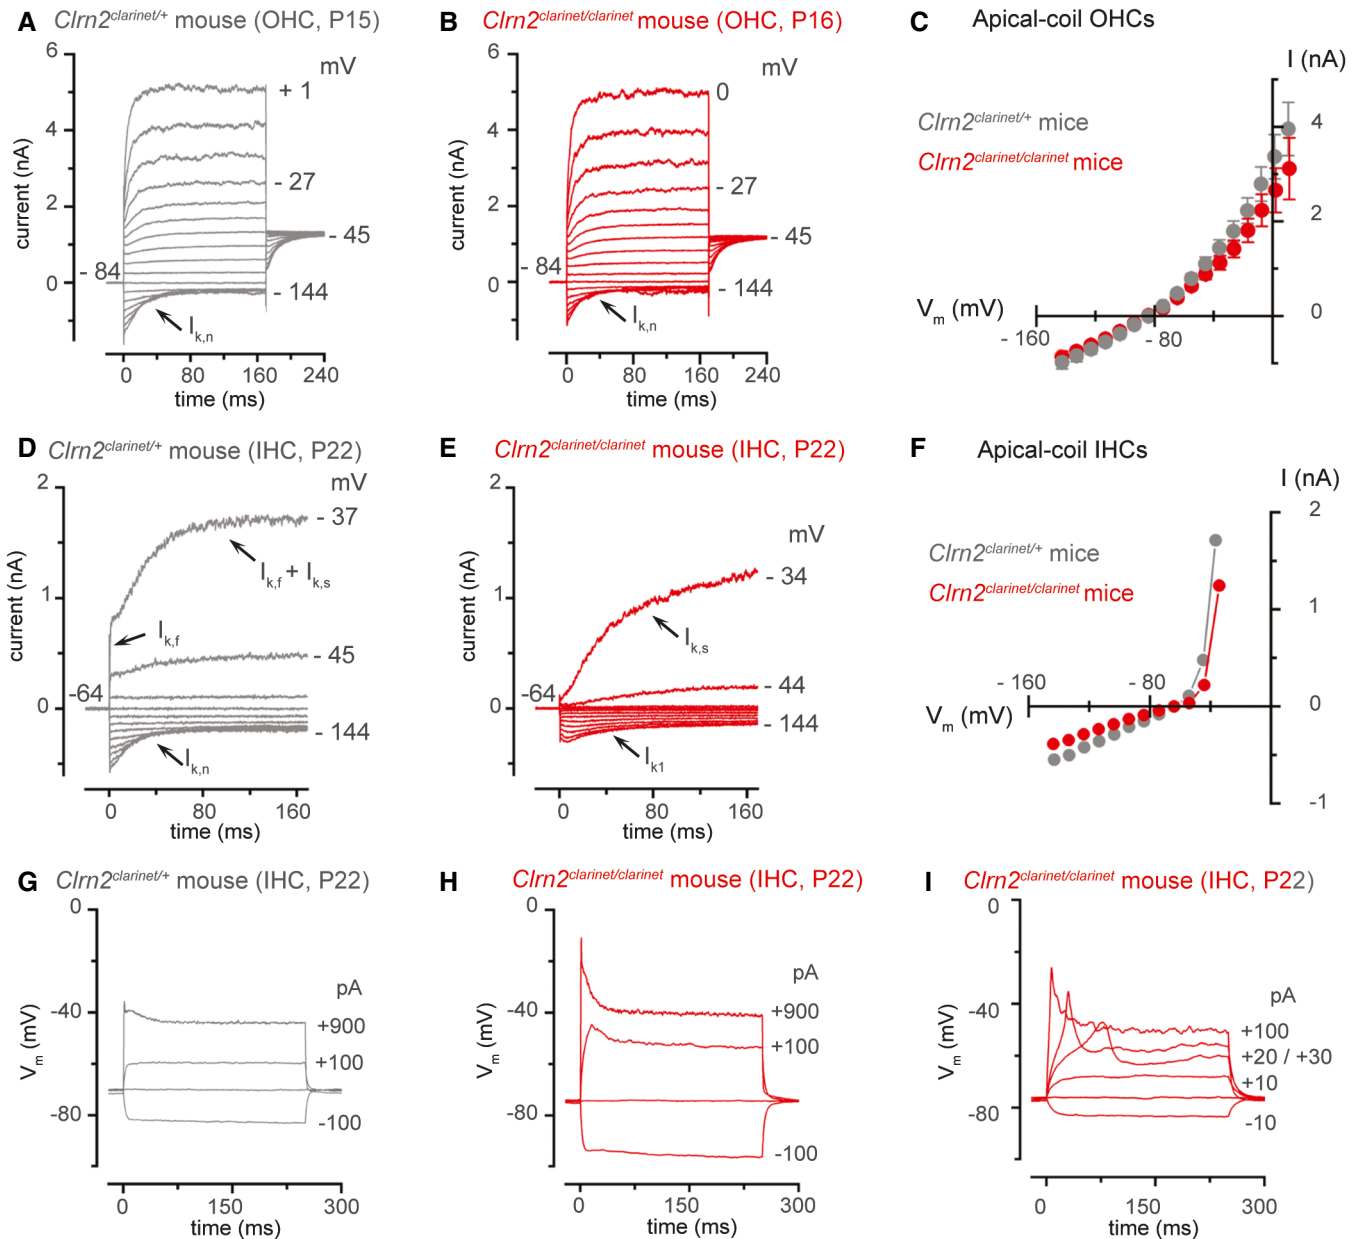 A Clrn2clarinet/+ mouse (OHC, P15)
mV
6
4
2
0
current (nA)
+ 1
- 27
- 45
- 84
- 144
Ik,n
0 80 160 240
time (ms)
B Clrn2clarinet/clarinet mouse (OHC, P16)
mV
6
4
2
0
current (nA)
0
- 27
- 45
- 84
- 144
Ik,n
0 80 160 240
time (ms)
C Apical-coil OHCs
I (nA)
Clrn2clarinet/+ mice
Clrn2clarinet/clarinet mice
4
2
0
Vm (mV)
- 160 - 80
D Clrn2clarinet/+ mouse (IHC, P22)
mV
2
1
0
current (nA)
- 37
Ik,f + Ik,s
Ik,f
- 45
-64
- 144
Ik,n
0 80 160
time (ms)
E Clrn2clarinet/clarinet mouse (IHC, P22)
mV
2
1
0
current (nA)
- 34
Ik,s
- 44
-64
- 144
Ik1
0 80 160
time (ms)
F Apical-coil IHCs
I (nA)
2
1
0
-1
Clrn2clarinet/+ mice
Clrn2clarinet/clarinet mice
- 160 - 80
Vm (mV)
G Clrn2clarinet/+ mouse (IHC, P22)
0
-40
-80
Vm (mV)
pA
+900
+100
-100
0 150 300
time (ms)
H Clrn2clarinet/clarinet mouse (IHC, P22)
0
-40
-80
Vm (mV)
pA
+900
+100
-100
0 150 300
time (ms)
I Clrn2clarinet/clarinet mouse (IHC, P22)
0
-40
-80
Vm (mV)
pA
+100
+20 / +30
+10
-10
0 150 300
time (ms)